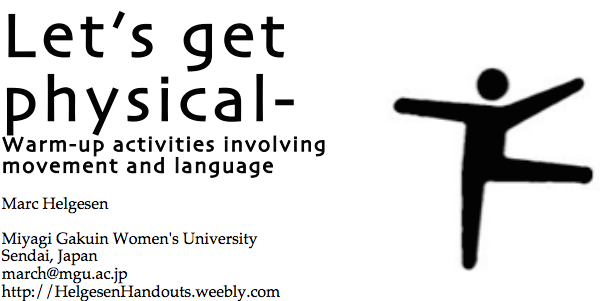 Let's get
physical-
Warm-up activities involving
movement and language
Marc Helgesen
Miyagi Gakuin Women's University
Sendai, Japan
march@mgu.ac.jp
http://HelgesenHandouts.weebly.com